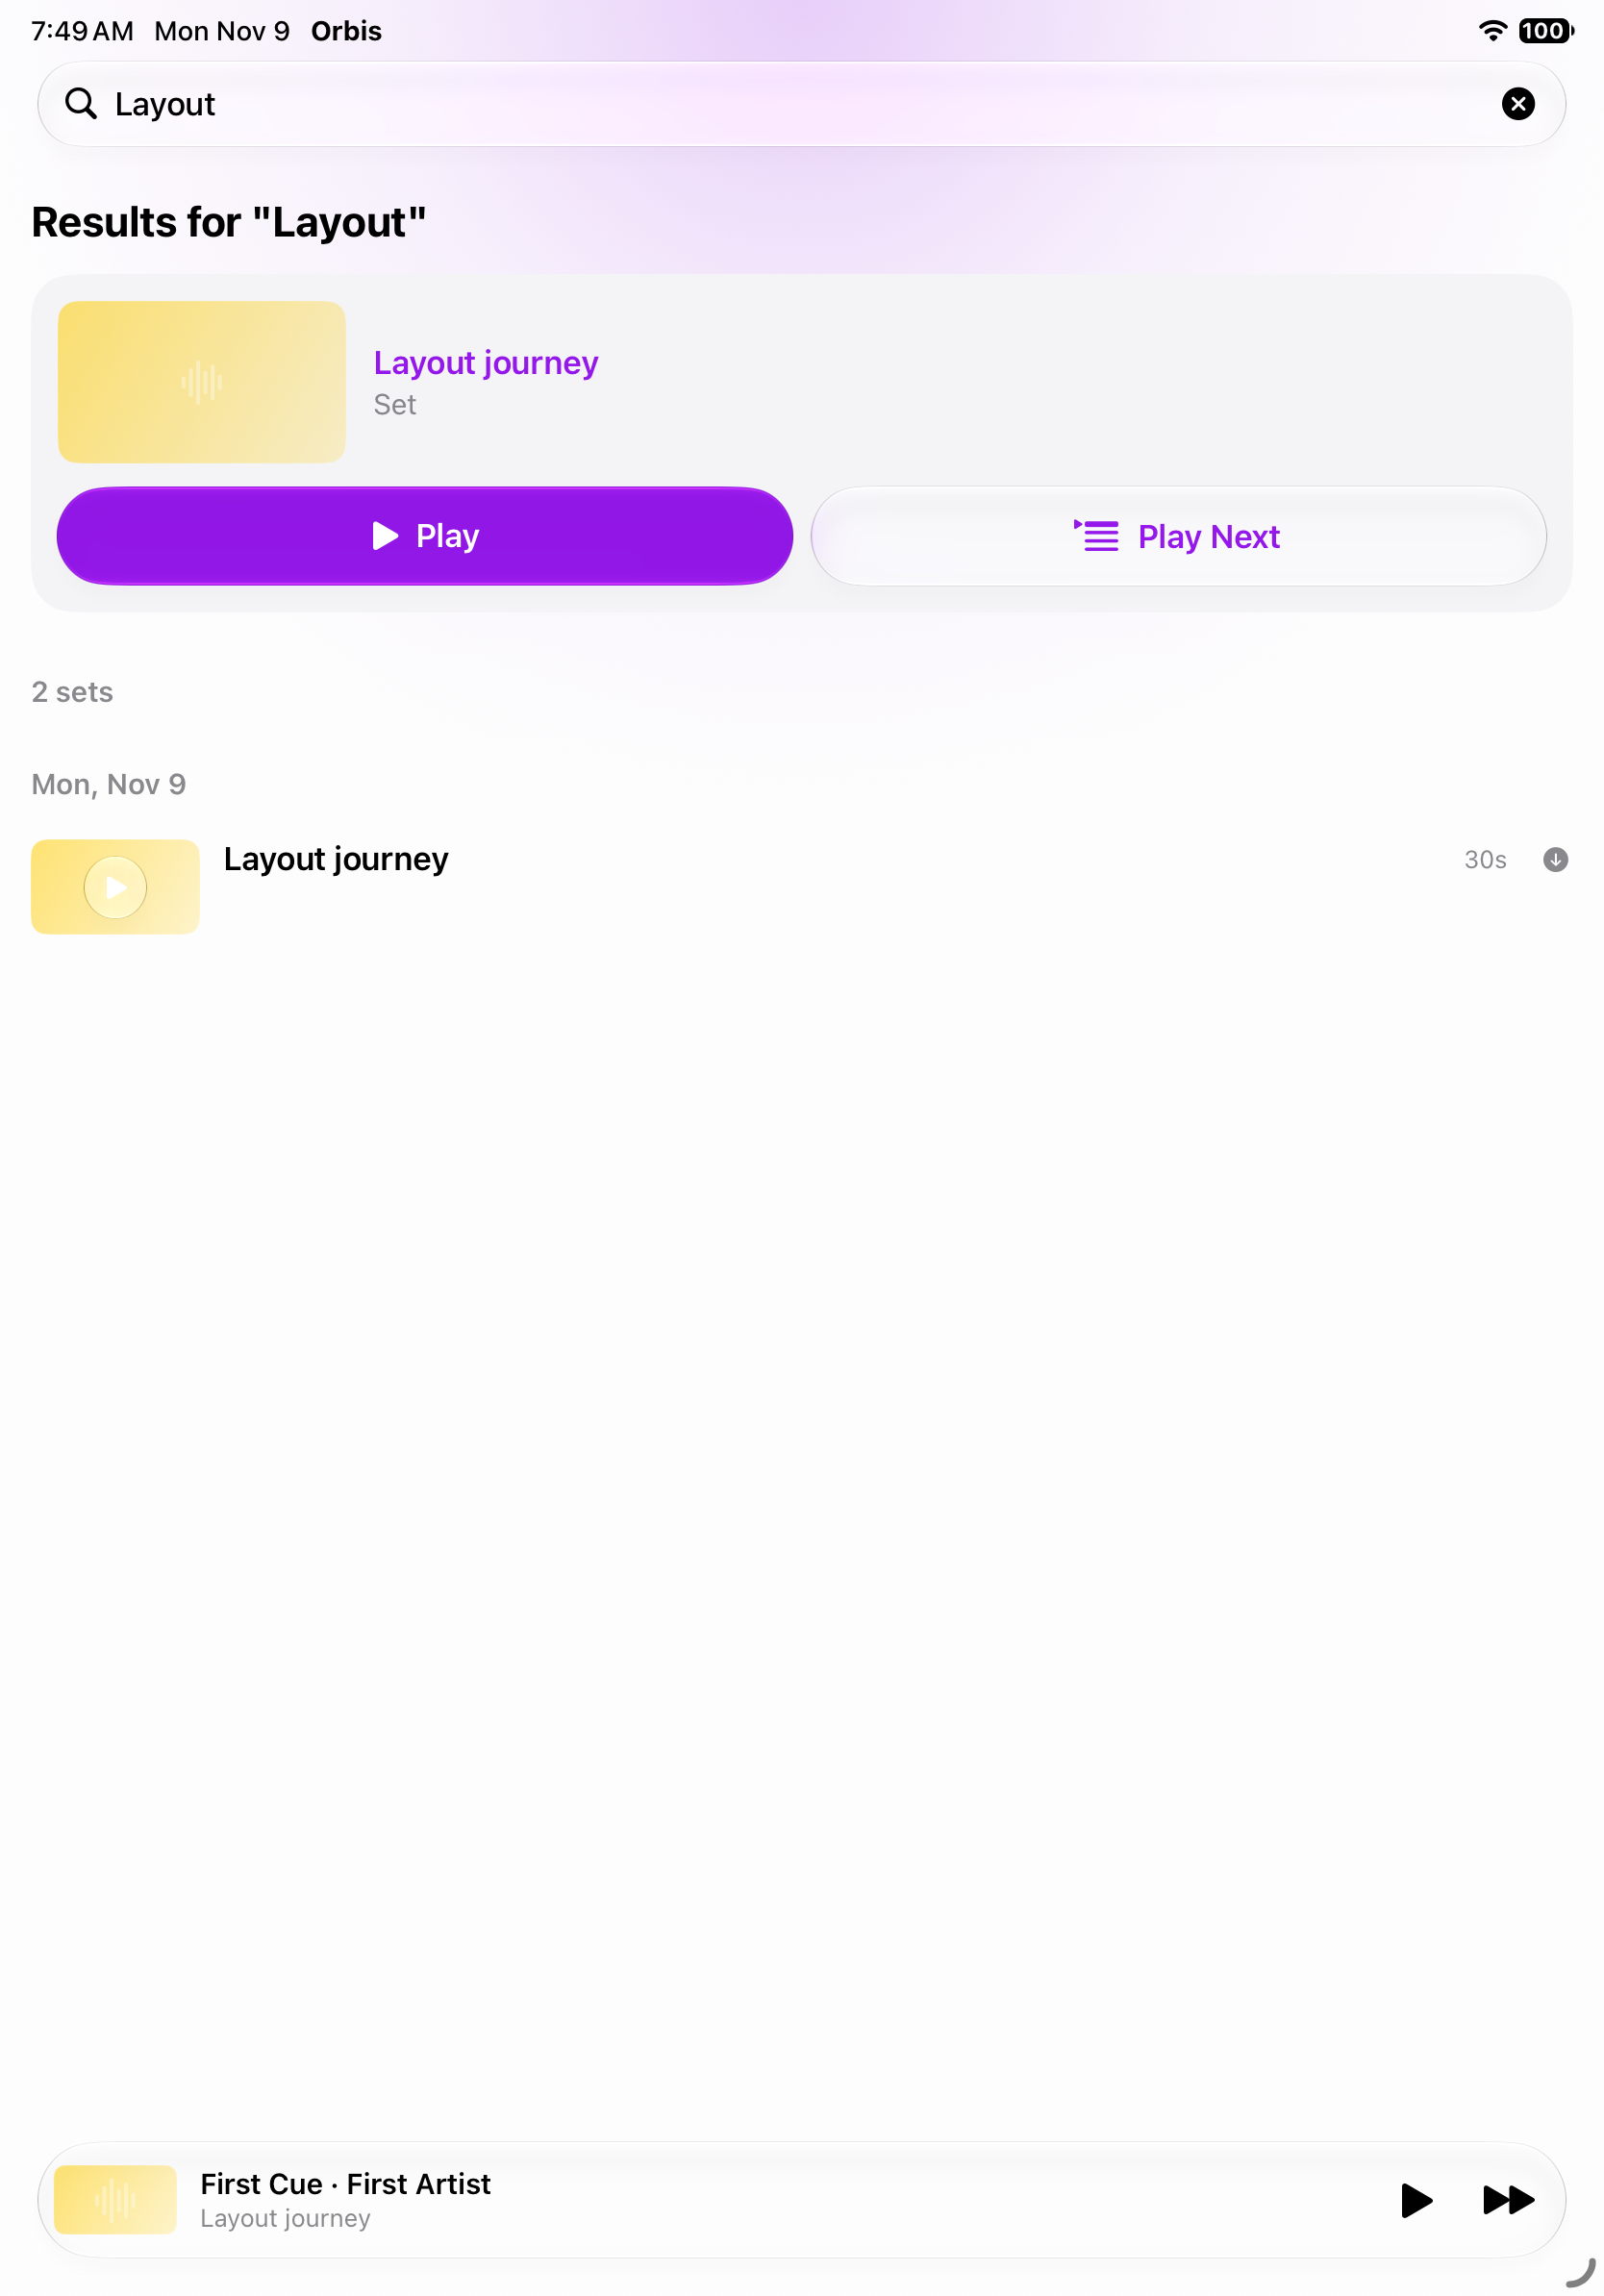 7:49 AM Mon Nov 9 Orbis 100
Layout
Results for "Layout"
Layout journey
Set
Play
Play Next
2 sets
Mon, Nov 9
Layout journey 30s
First Cue · First Artist
Layout journey